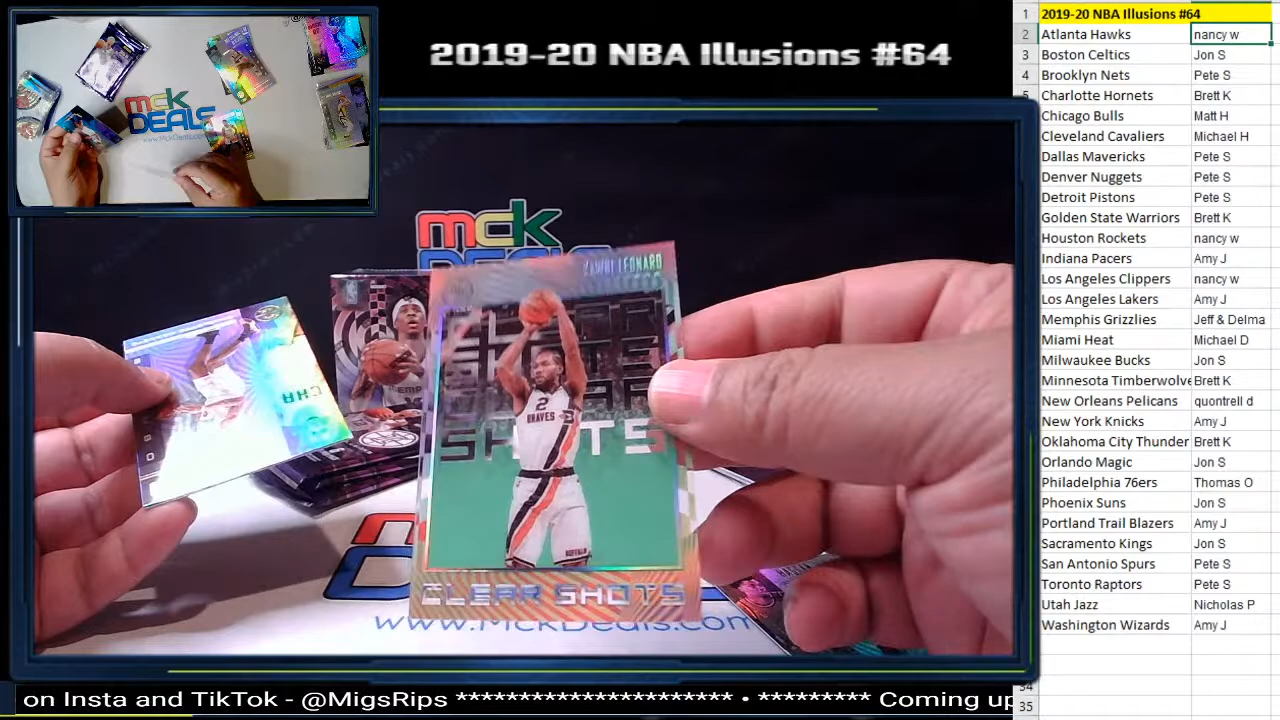 2019-20 NBA Illusions #64
mck
DEALS
mck
KAWHI LEONARD
CLEAR
SHOTS
SHOTS
2
BRAVES
BUFFALO
CLEAR SHOTS
CHA
MEMP
www.MckDeals.com
on Insta and TikTok - @MigsRips ********************* • ********* Coming up
1 2019-20 NBA Illusions #64
2 Atlanta Hawks nancy w
3 Boston Celtics Jon S
4 Brooklyn Nets Pete S
5 Charlotte Hornets Brett K
Chicago Bulls Matt H
Cleveland Cavaliers Michael H
Dallas Mavericks Pete S
Denver Nuggets Pete S
Detroit Pistons Pete S
Golden State Warriors Brett K
Houston Rockets nancy w
Indiana Pacers Amy J
Los Angeles Clippers nancy w
Los Angeles Lakers Amy J
Memphis Grizzlies Jeff & Delma
Miami Heat Michael D
Milwaukee Bucks Jon S
Minnesota Timberwolve Brett K
New Orleans Pelicans quontrell d
New York Knicks Amy J
Oklahoma City Thunder Brett K
Orlando Magic Jon S
Philadelphia 76ers Thomas O
Phoenix Suns Jon S
Portland Trail Blazers Amy J
Sacramento Kings Jon S
San Antonio Spurs Pete S
Toronto Raptors Pete S
Utah Jazz Nicholas P
Washington Wizards Amy J
34
35